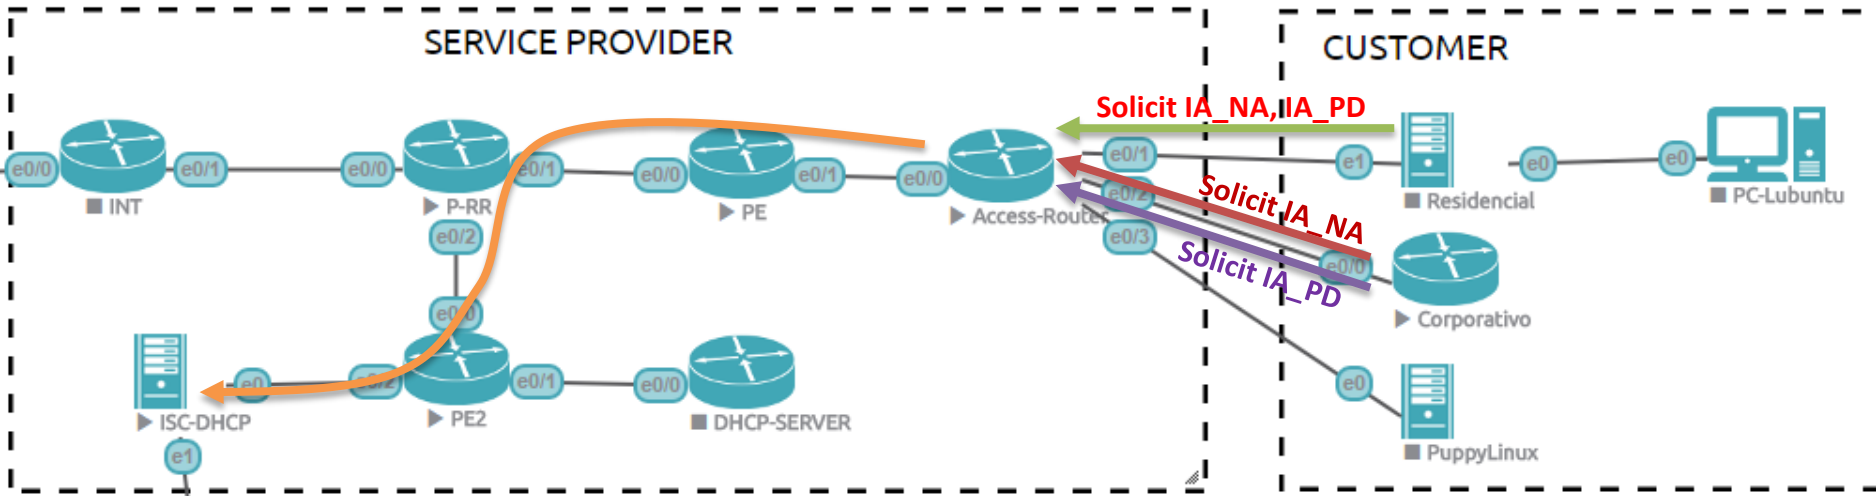 SERVICE PROVIDER
CUSTOMER
Solicit IA_NA, IA_PD
e0/0
e0/1
e0/0
e0/1
e0/0
e0/1
e0/0
e0/1
e1
e0
e0
INT
P-RR
PE
Access-Router
Residencial
PC-Lubuntu
Solicit IA_NA
e0/2
e0/2
e0/3
Solicit IA_PD
e0/0
Corporativo
e0/0
e0
e0/2
e0/1
e0/0
e0
ISC-DHCP
PE2
DHCP-SERVER
PuppyLinux
e1